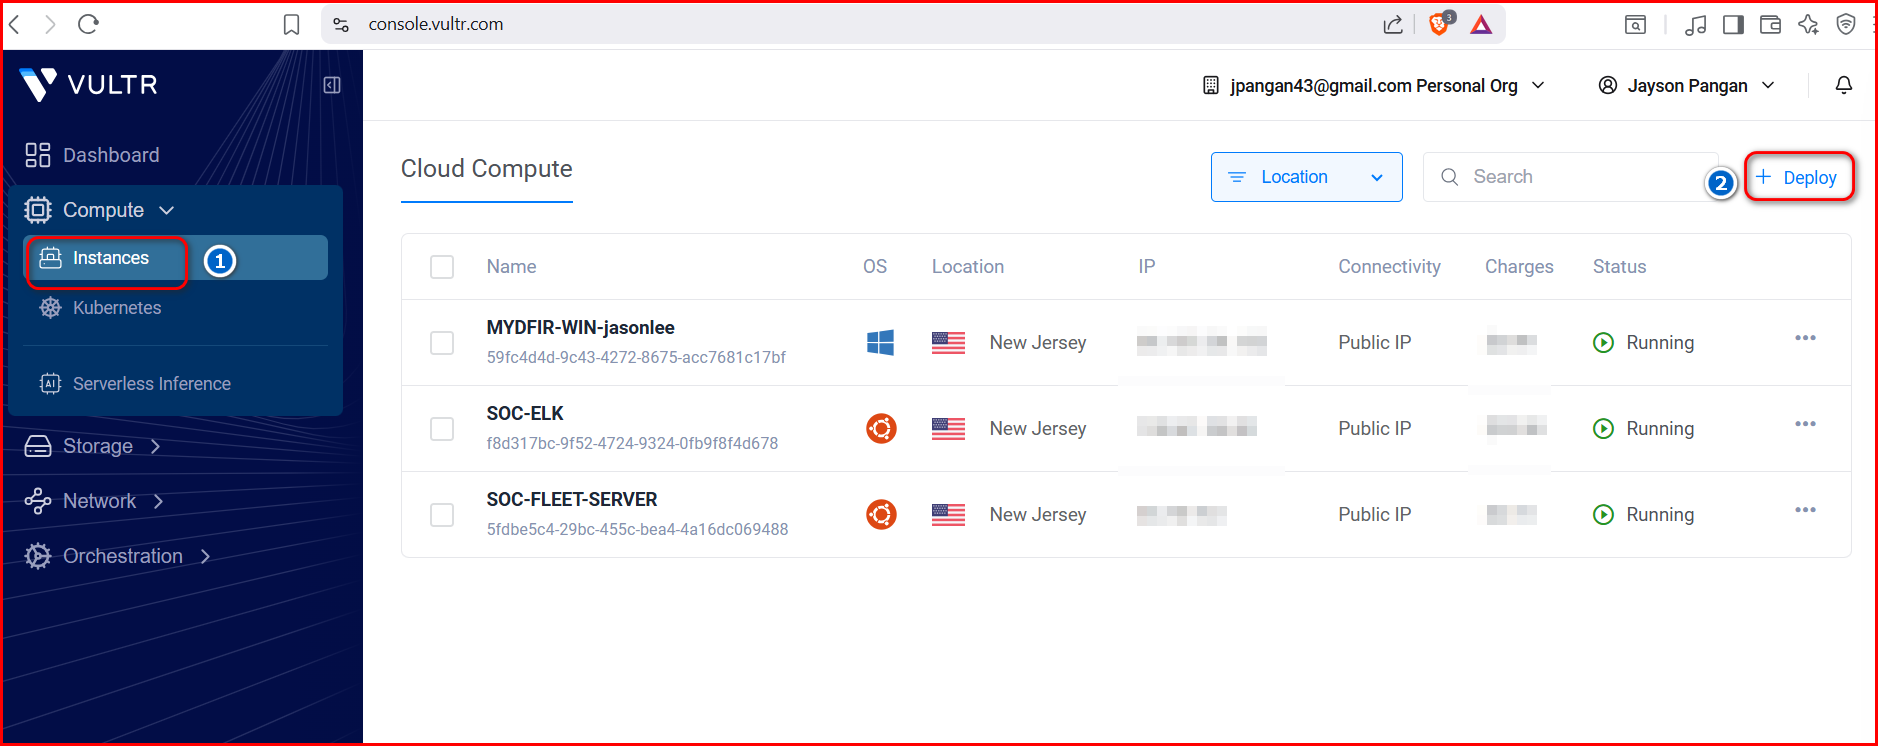 console.vultr.com
3
VULTR
jpangan43@gmail.com Personal Org
Jayson Pangan
Dashboard
Compute
Instances
1
Kubernetes
AI
Serverless Inference
Storage
Network
Orchestration
Cloud Compute
Location
Search
2
+ Deploy
Name OS Location IP Connectivity Charges Status
MYDFIR-WIN-jasonlee
59fc4d4d-9c43-4272-8675-acc7681c17bf
New Jersey Public IP Running
SOC-ELK
f8d317bc-9f52-4724-9324-0fb9f8f4d678
New Jersey Public IP Running
SOC-FLEET-SERVER
5fdbe5c4-29bc-455c-bea4-4a16dc069488
New Jersey Public IP Running